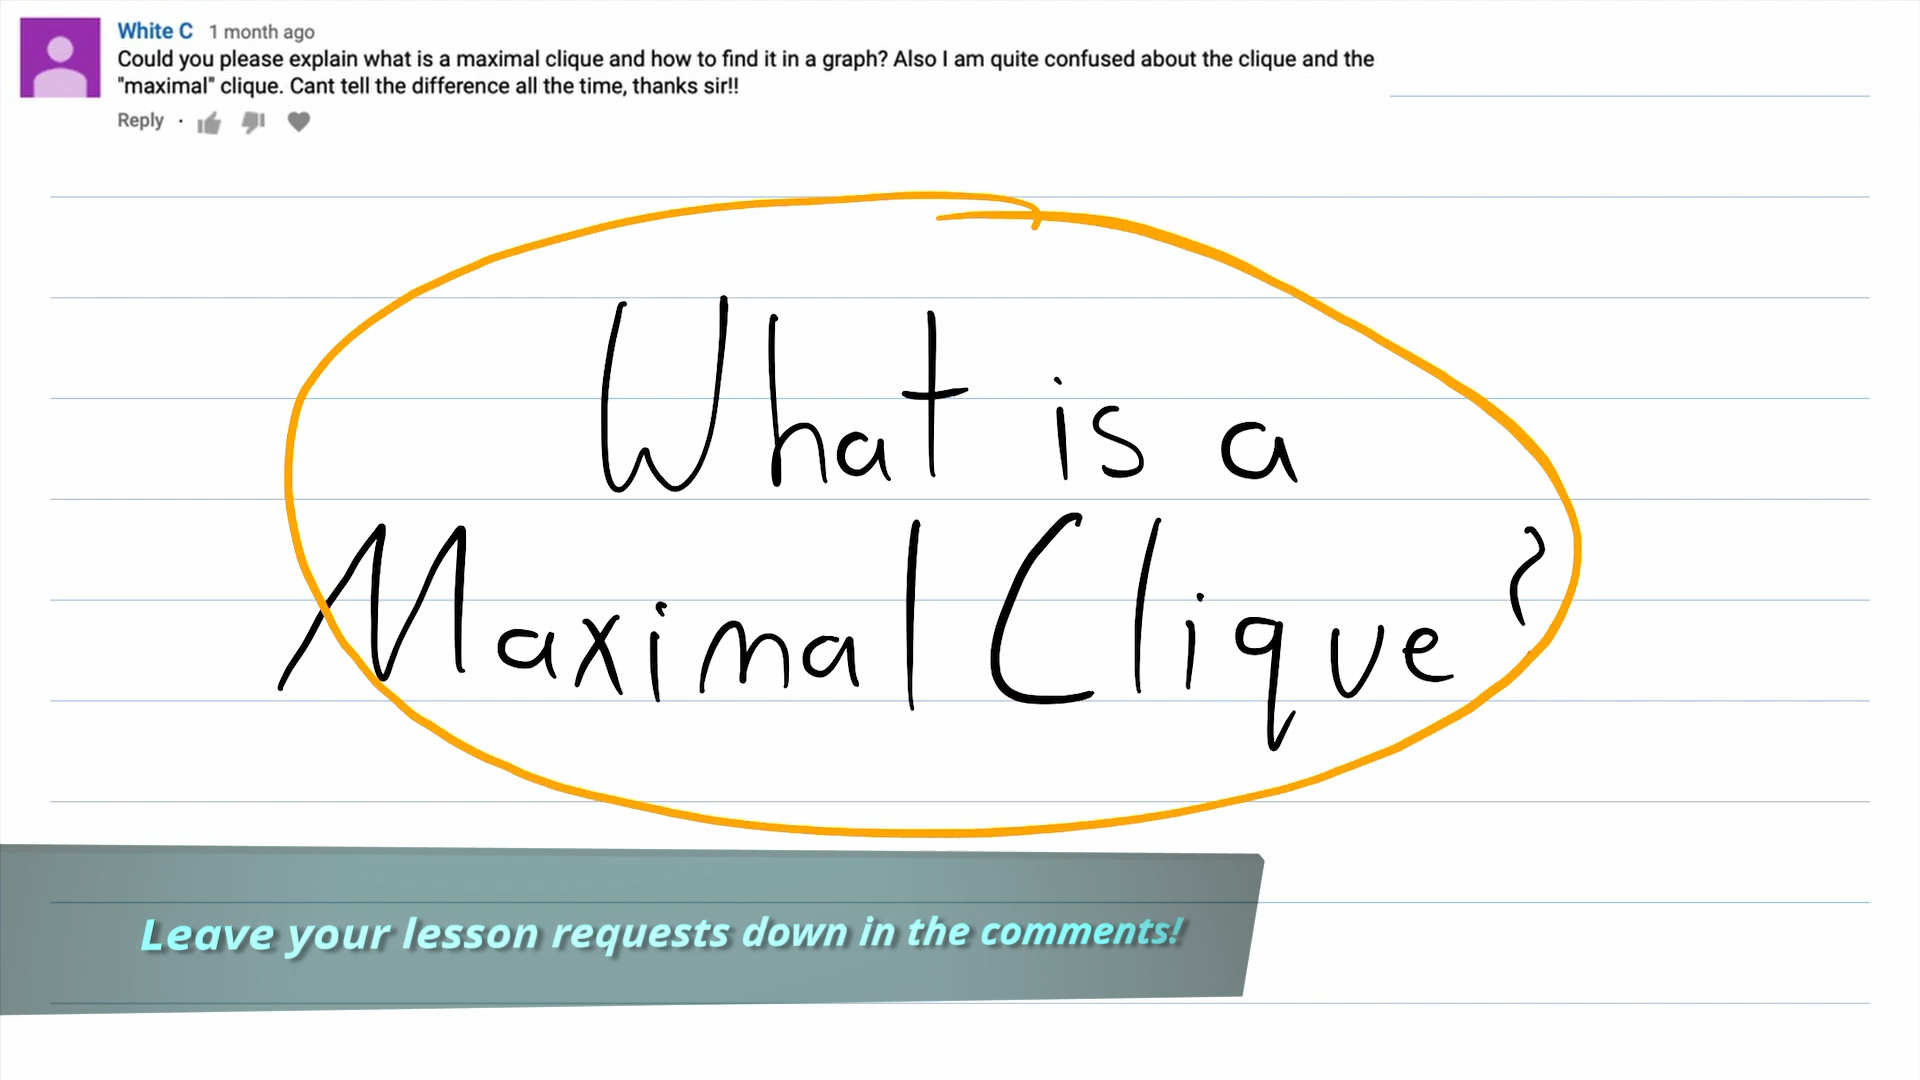 White C 1 month ago
Could you please explain what is a maximal clique and how to find it in a graph? Also I am quite confused about the clique and the
"maximal" clique. Cant tell the difference all the time, thanks sir!!
Reply ·
What is a
Maximal Clique?
Leave your lesson requests down in the comments!